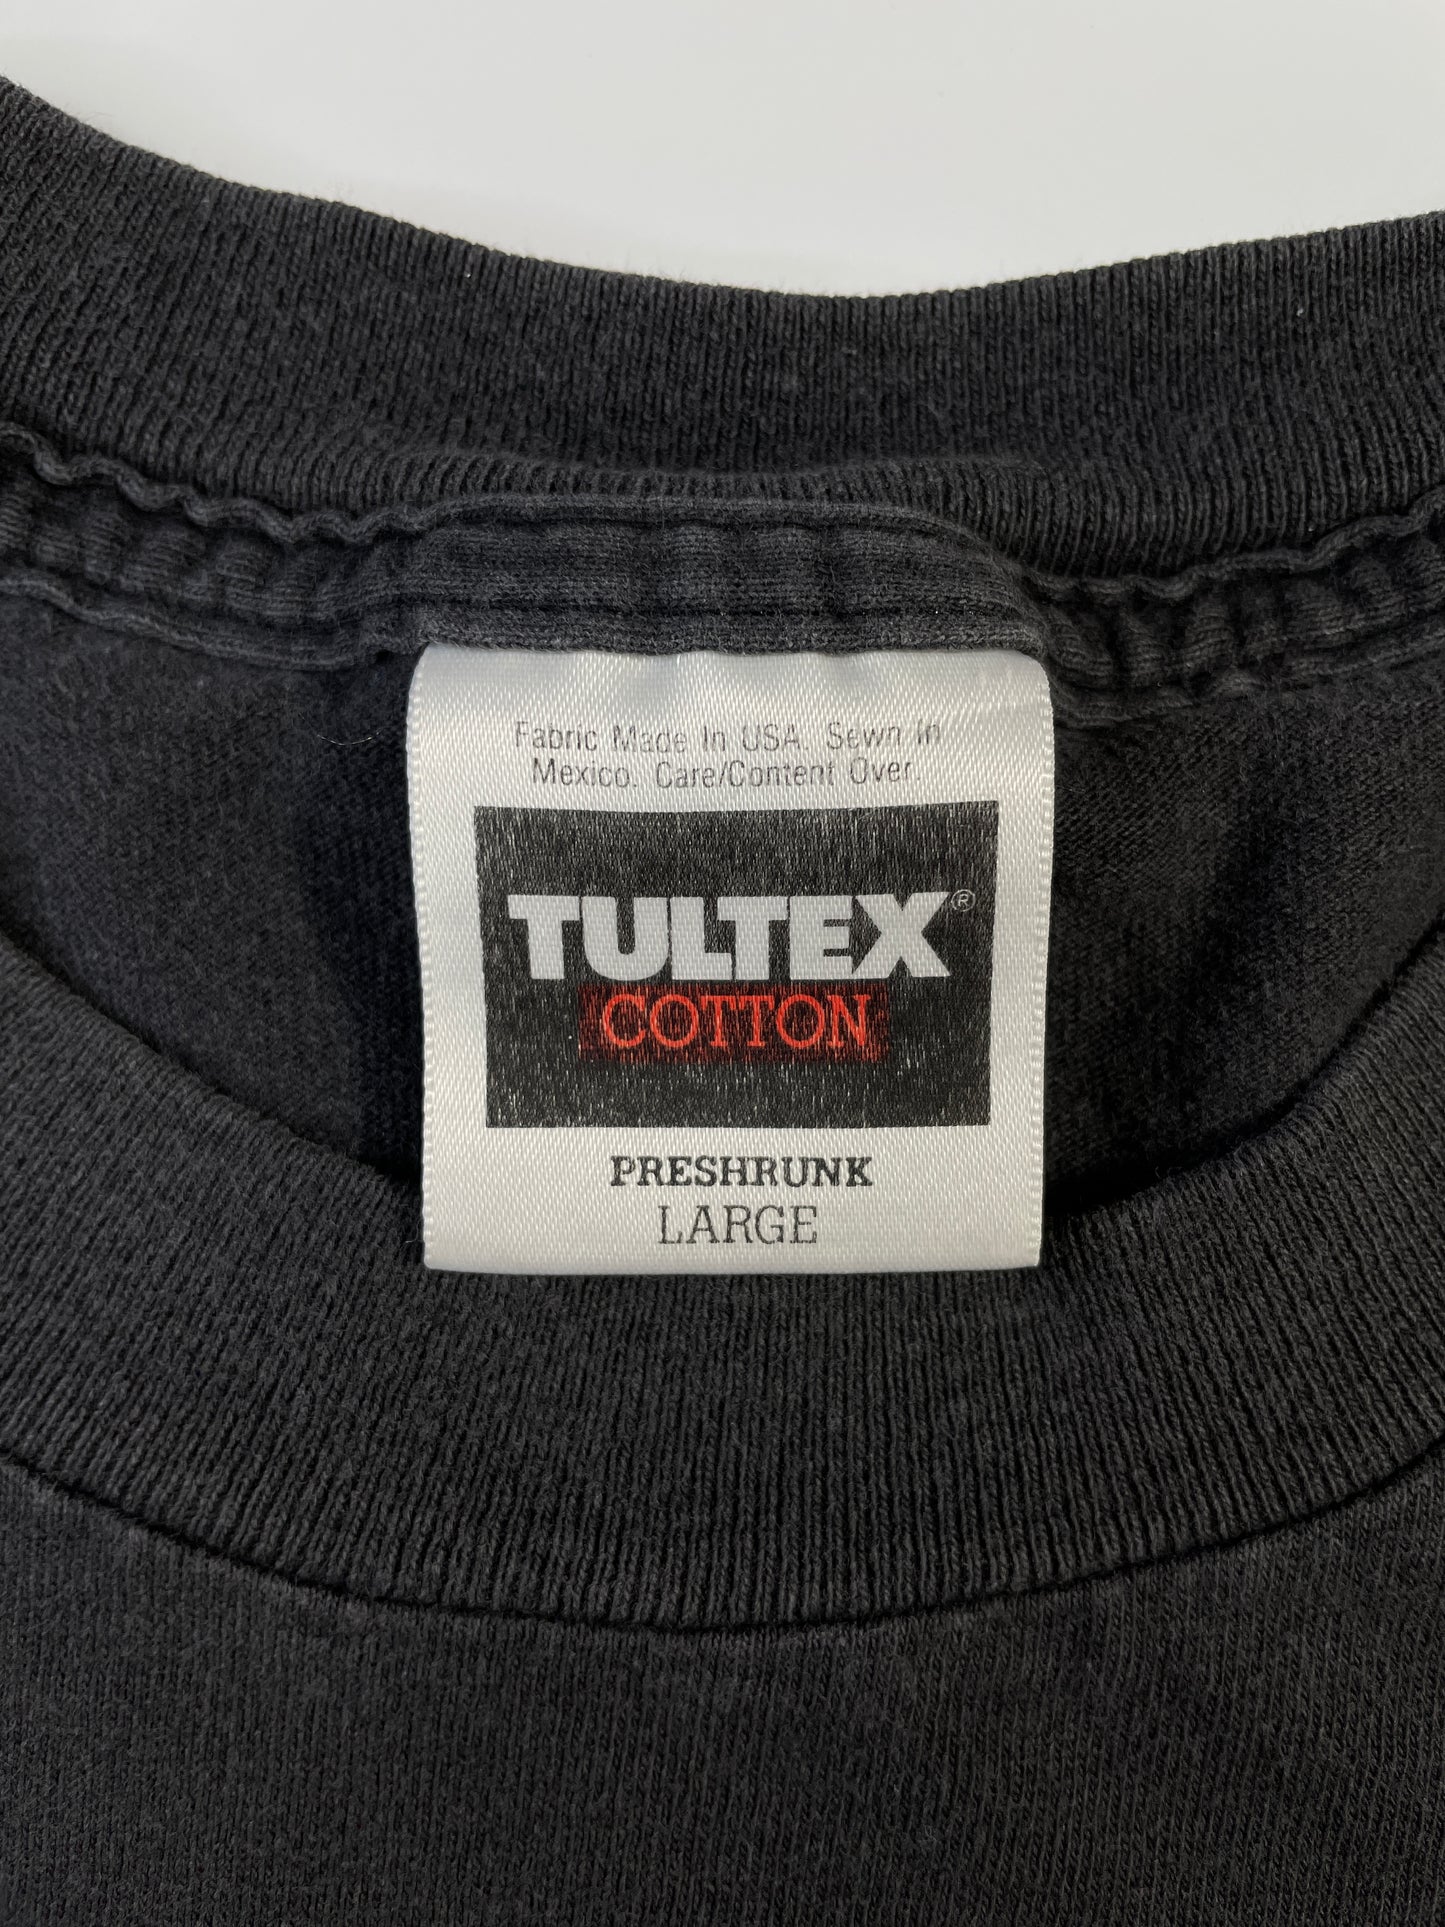 Fabric Made In USA. Sewn In
Mexico. Care/Content Over.
TULTEX®
COTTON
PRESHRUNK
LARGE